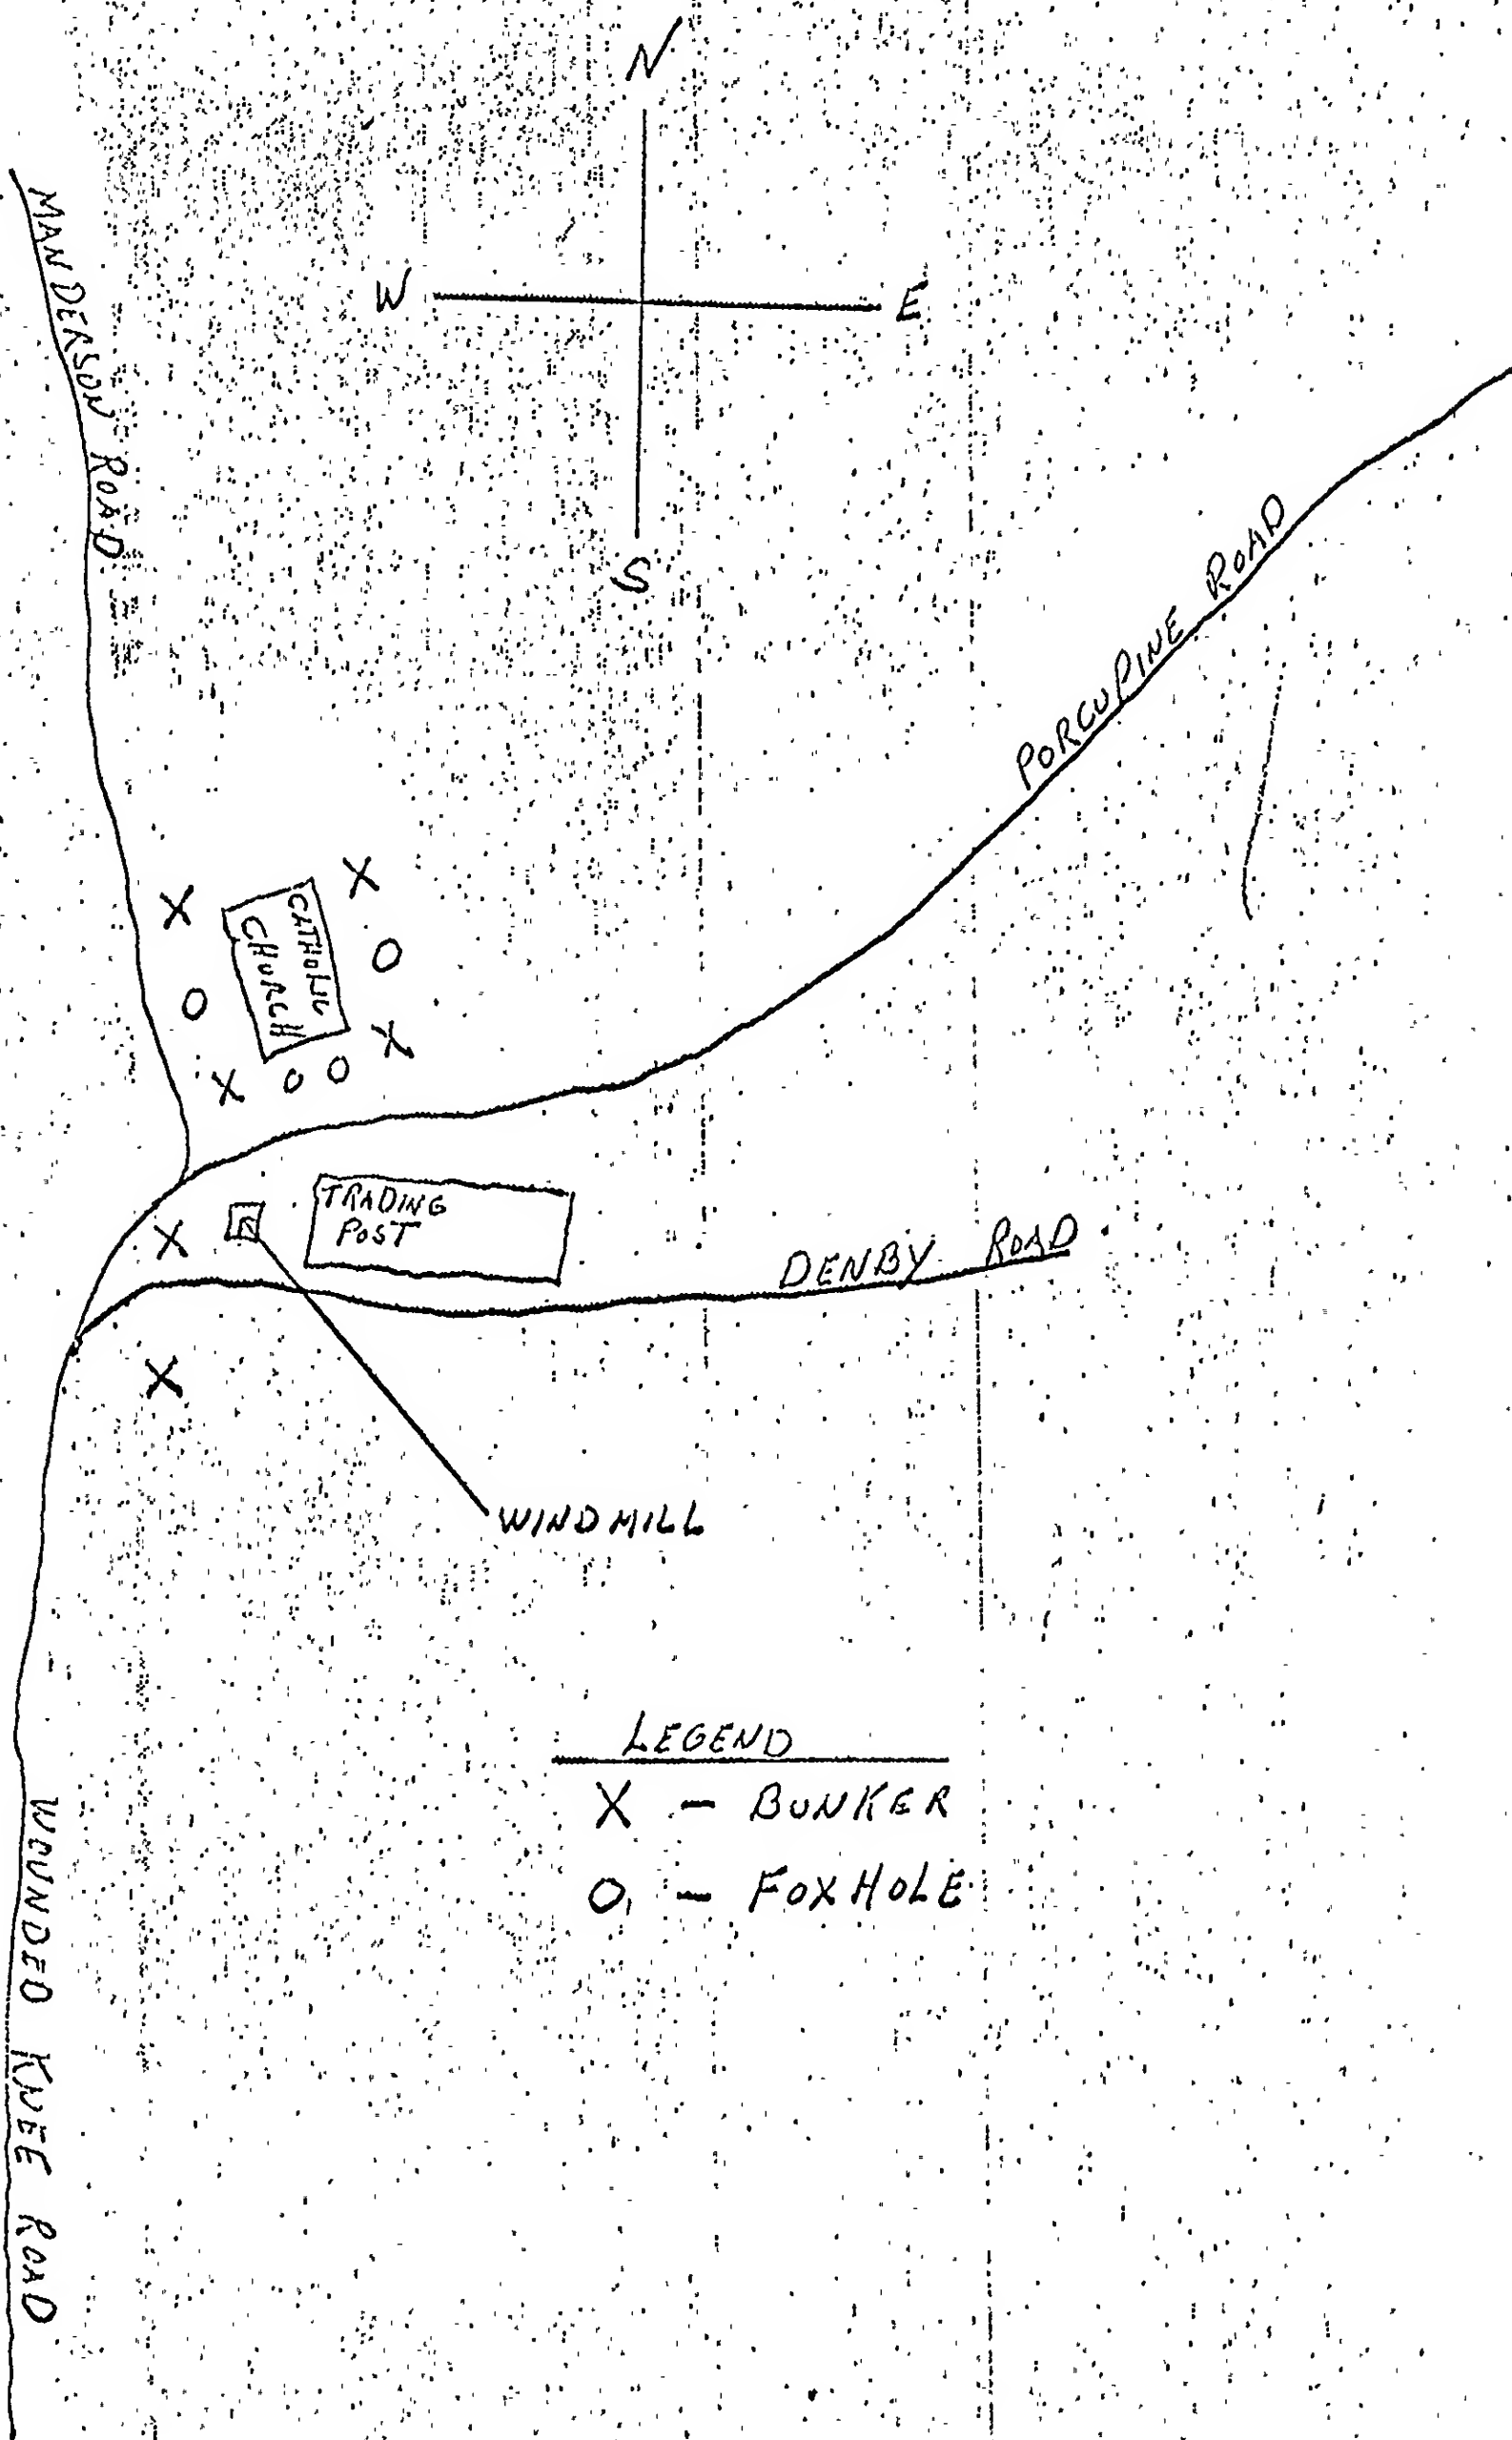 N
W E
S
MANDERSON ROAD
PORCUPINE ROAD
X X
CATHOLIC
CHURCH
O
O
X
X O O
TRADING
POST
X
DENBY ROAD
X
WINDMILL
LEGEND
X - BUNKER
O - FOXHOLE
WOUNDED KNEE ROAD